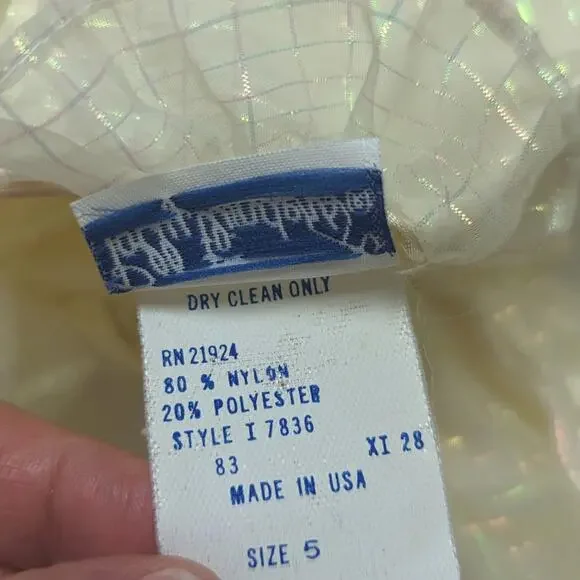 DRY CLEAN ONLY
RN 21924
80 % NYLON
20% POLYESTER
STYLE I 7836
83 XI 28
MADE IN USA
SIZE 5